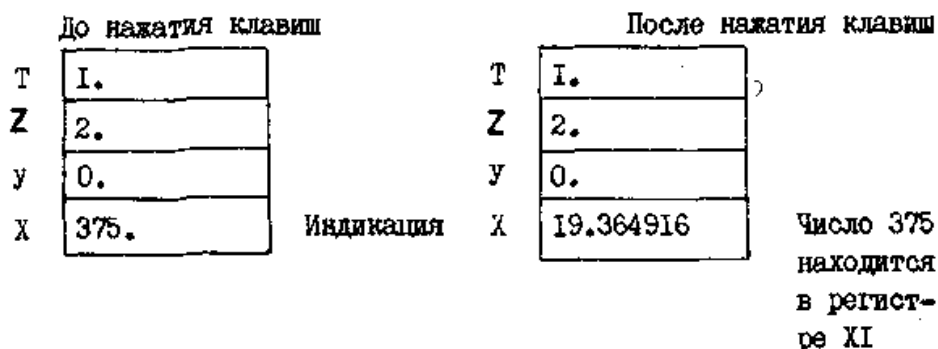 До нажатия клавиш
После нажатия клавиш
T I.
Z 2.
У 0.
X 375. Индикация
T I.
Z 2.
У 0.
X 19.364916
Число 375
находится
в регист-
ре XI